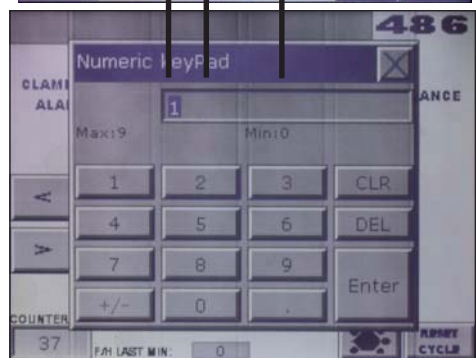 486
Numeric keyPad
CLAM
ALA
ANCE
1
Max:9 Min:0
1 2 3 CLR
4 5 6 DEL
7 8 9
Enter
+/- 0 .
COUNTER
37
F/H LAST MIN: 0
RESET
CYCLE